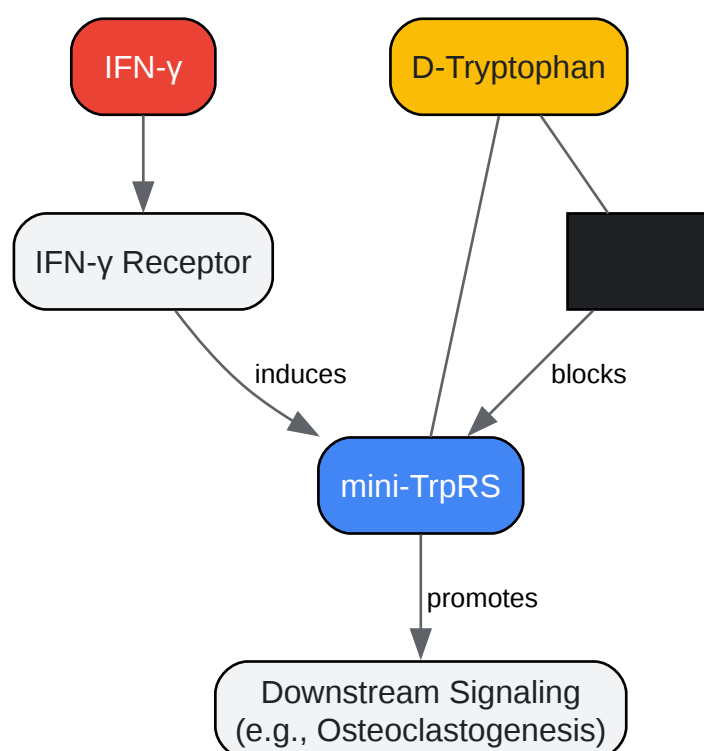 IFN-γ
D-Tryptophan
IFN-γ Receptor
induces
blocks
mini-TrpRS
promotes
Downstream Signaling
(e.g., Osteoclastogenesis)